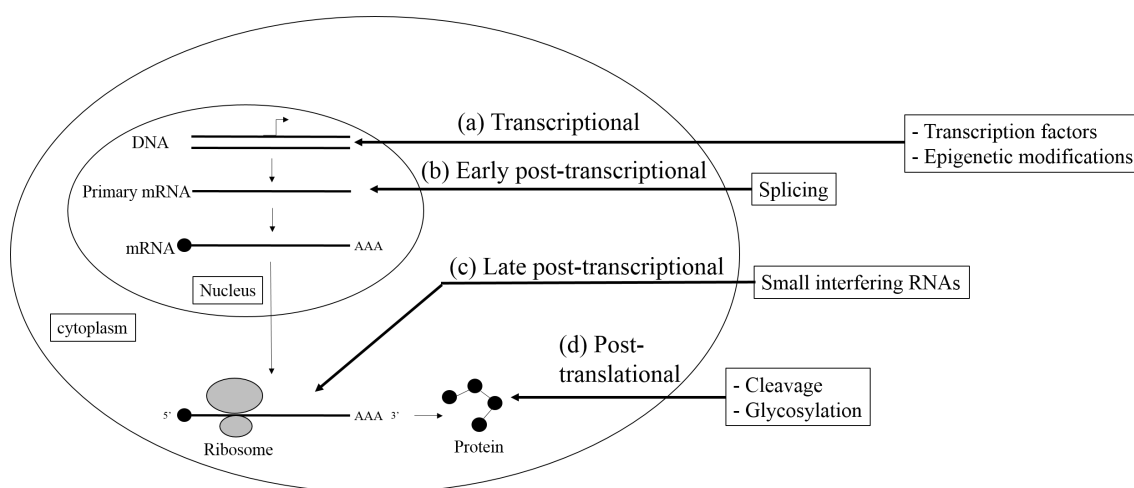 (a) Transcriptional
- Transcription factors
- Epigenetic modifications
DNA
(b) Early post-transcriptional
Primary mRNA
Splicing
mRNA
AAA
(c) Late post-transcriptional
Small interfering RNAs
Nucleus
cytoplasm
(d) Post-
translational
- Cleavage
- Glycosylation
5’
AAA 3’
Ribosome
Protein